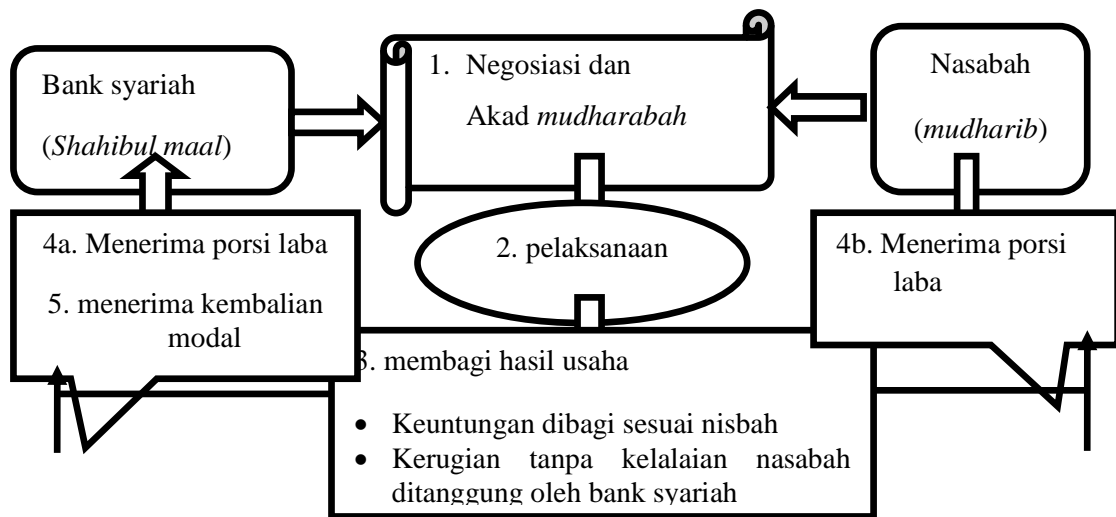 Bank syariah
(Shahibul maal)
1. Negosiasi dan
Akad mudharabah
Nasabah
(mudharib)
4a. Menerima porsi laba
5. menerima kembalian
modal
2. pelaksanaan
4b. Menerima porsi
laba
3. membagi hasil usaha
• Keuntungan dibagi sesuai nisbah
• Kerugian tanpa kelalaian nasabah
ditanggung oleh bank syariah